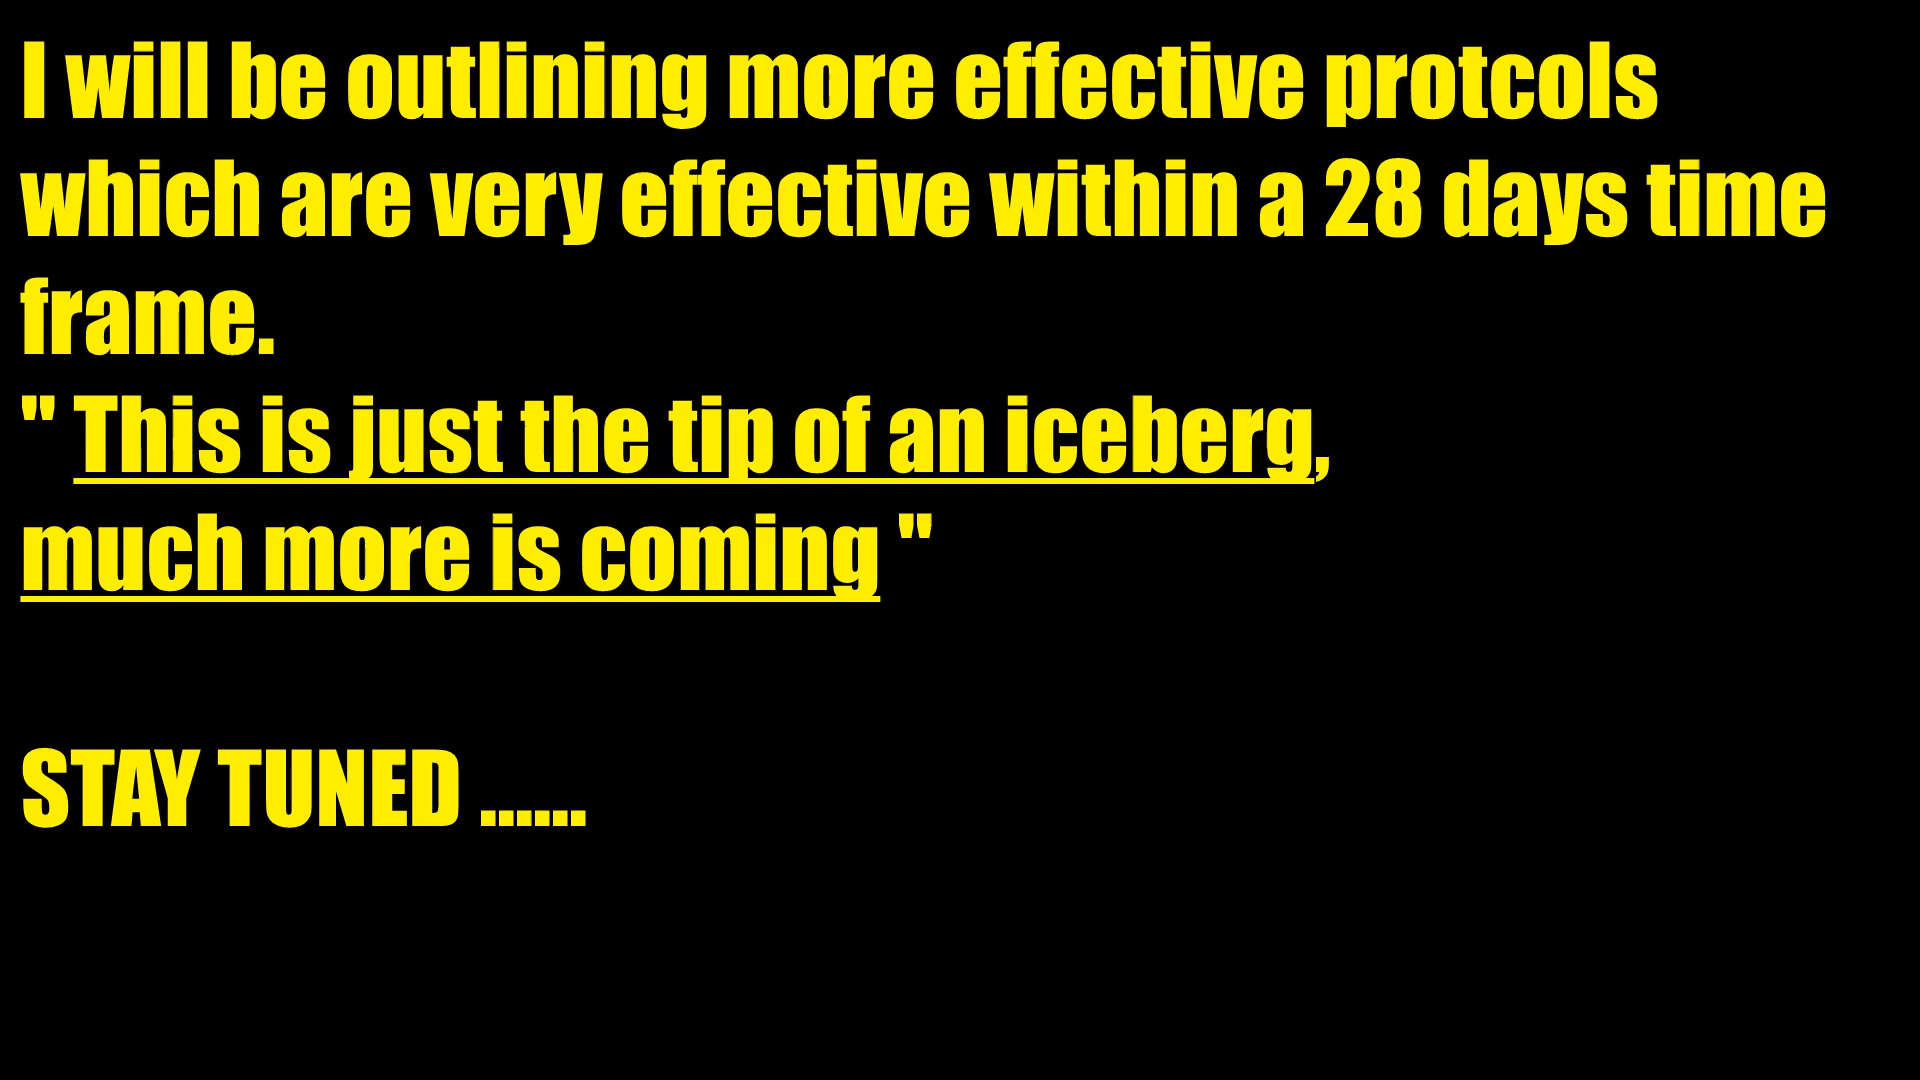 I will be outlining more effective protcols
which are very effective within a 28 days time
frame.
" This is just the tip of an iceberg,
much more is coming "
STAY TUNED ......